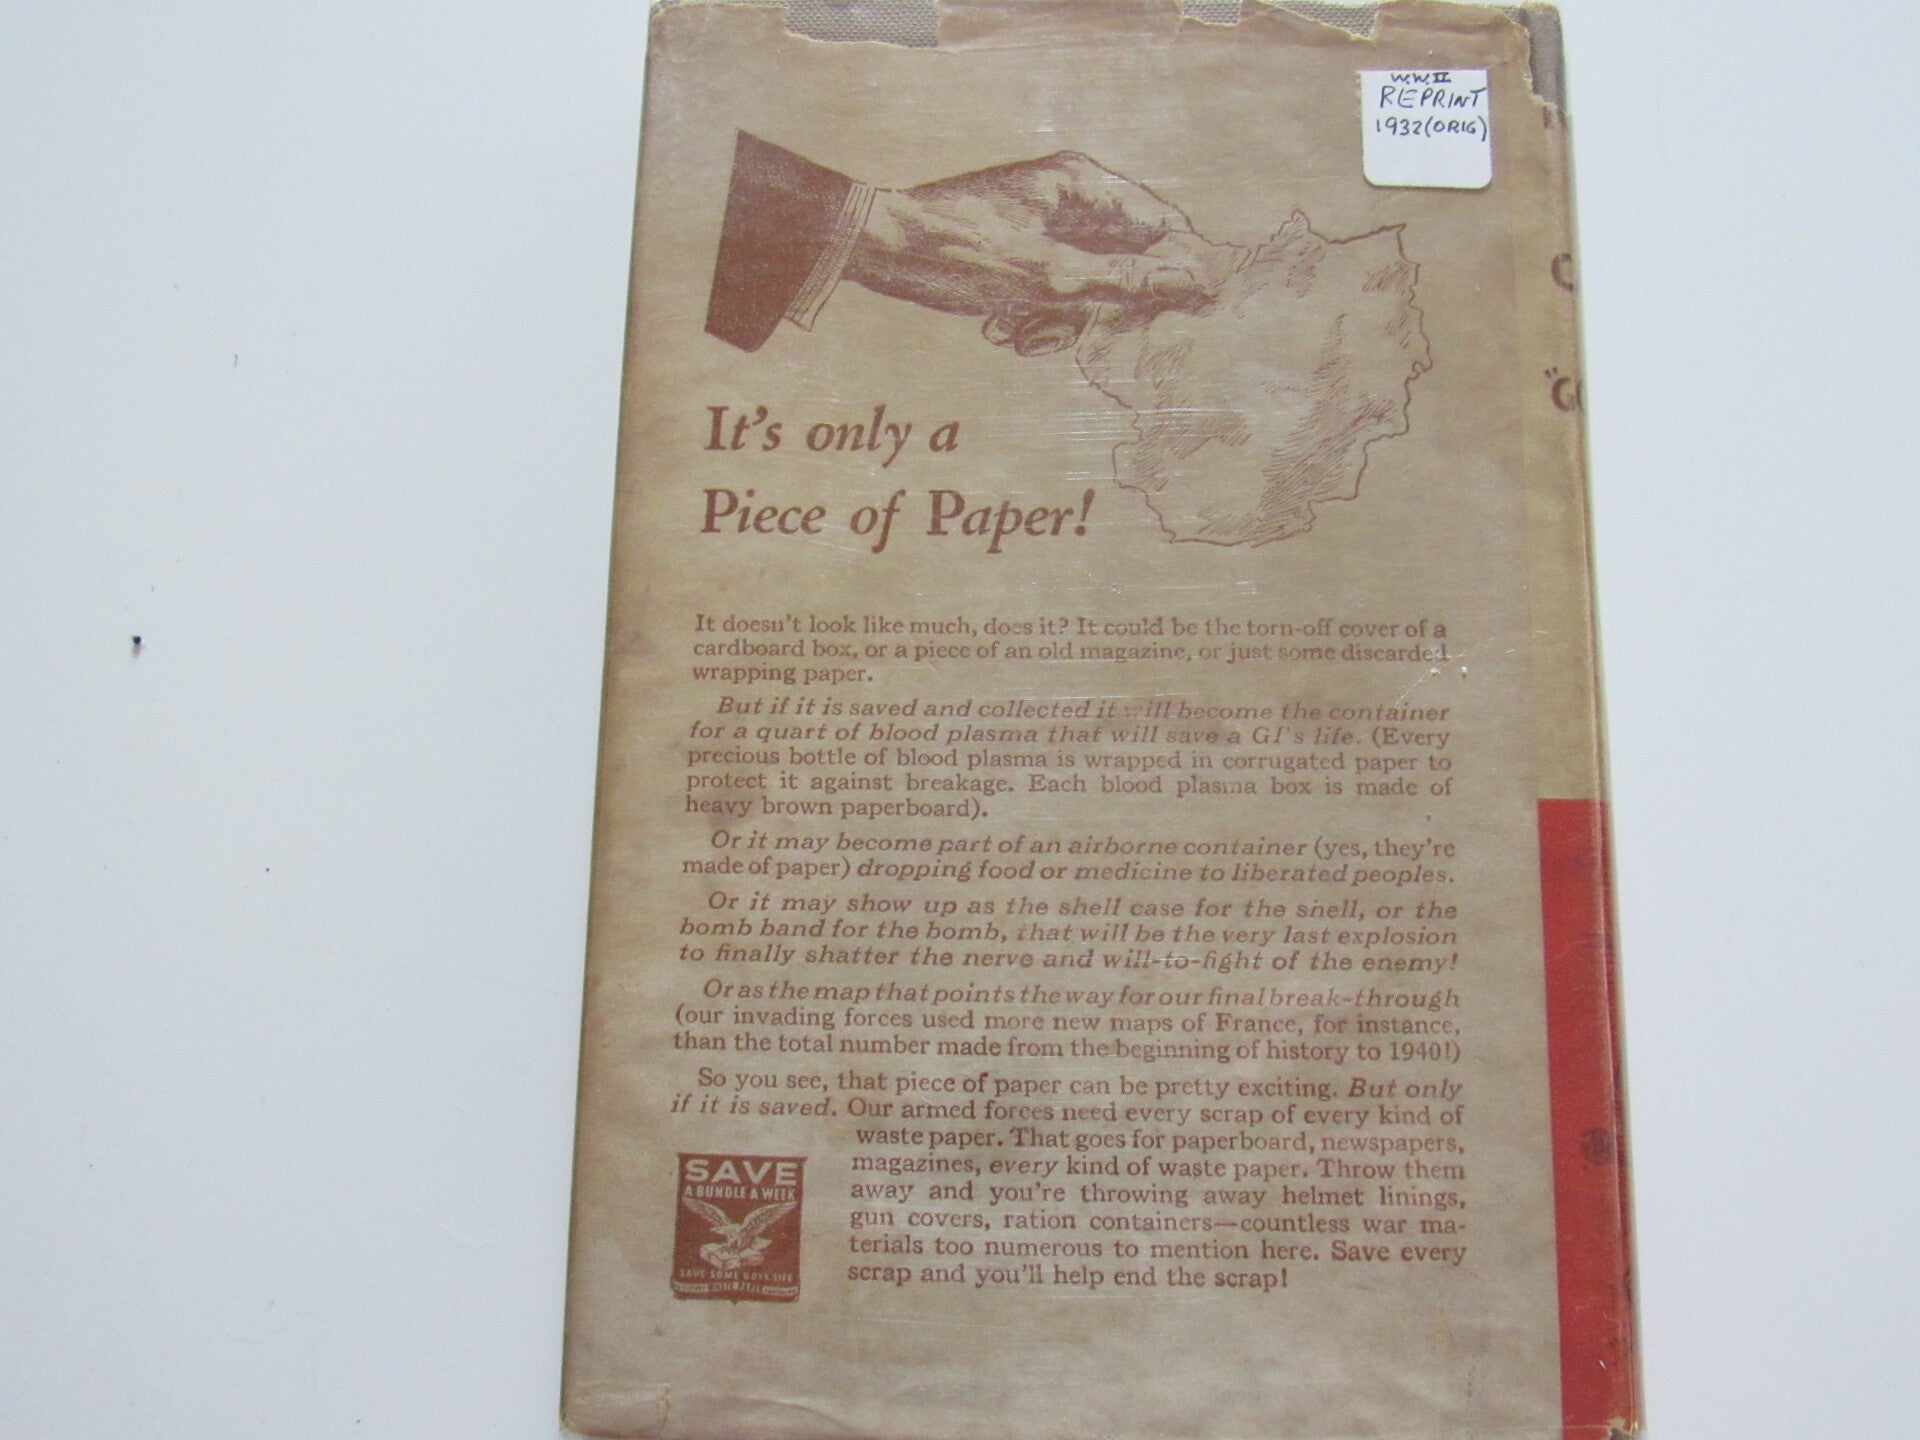 W.W.II
REPRINT
1932(ORIG)
It's only a
Piece of Paper!
It doesn't look like much, does it? It could be the torn-off cover of a
cardboard box, or a piece of an old magazine, or just some discarded
wrapping paper.
But if it is saved and collected it will become the container
for a quart of blood plasma that will save a GI's life. (Every
precious bottle of blood plasma is wrapped in corrugated paper to
protect it against breakage. Each blood plasma box is made of
heavy brown paperboard).
Or it may become part of an airborne container (yes, they're
made of paper) dropping food or medicine to liberated peoples.
Or it may show up as the shell case for the shell, or the
bomb band for the bomb, that will be the very last explosion
to finally shatter the nerve and will-to-fight of the enemy!
Or as the map that points the way for our final break-through
(our invading forces used more new maps of France, for instance,
than the total number made from the beginning of history to 1940!)
So you see, that piece of paper can be pretty exciting. But only
if it is saved. Our armed forces need every scrap of every kind of
waste paper. That goes for paperboard, newspapers,
magazines, every kind of waste paper. Throw them
away and you're throwing away helmet linings,
gun covers, ration containers—countless war ma-
terials too numerous to mention here. Save every
scrap and you'll help end the scrap!
SAVE
A BUNDLE A WEEK
SAVE SOME BOYS LIFE
WASTE PAPER
C
"G